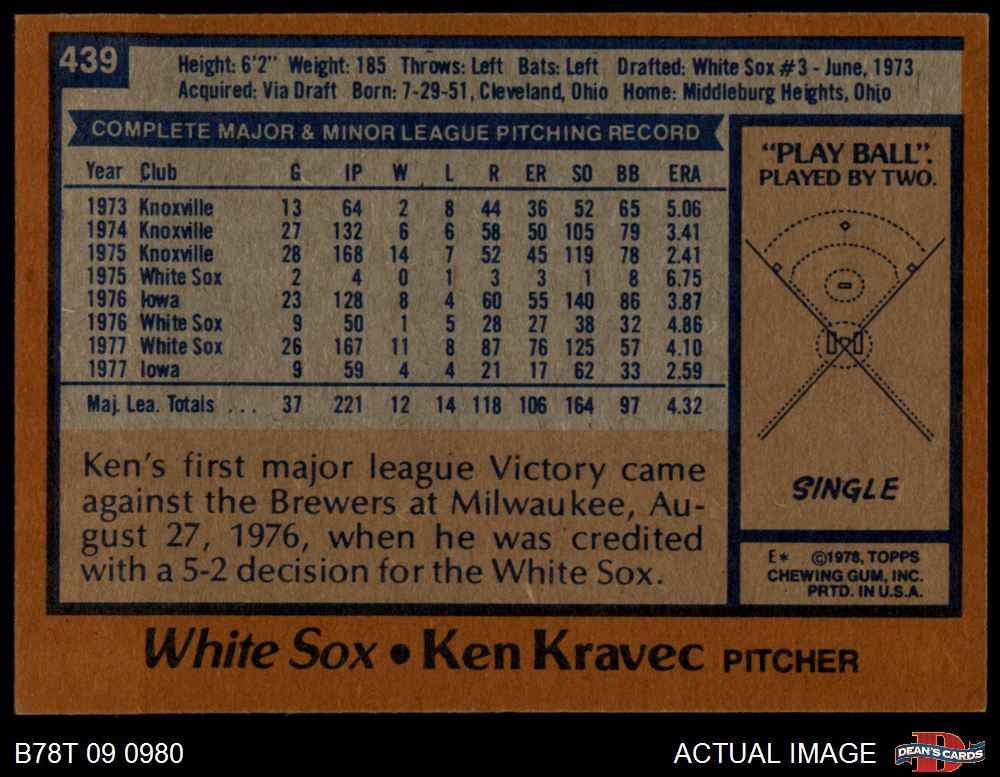 439
Height: 6'2" Weight: 185 Throws: Left Bats: Left Drafted: White Sox #3 - June, 1973
Acquired: Via Draft Born: 7-29-51, Cleveland, Ohio Home: Middleburg Heights, Ohio
COMPLETE MAJOR & MINOR LEAGUE PITCHING RECORD
Year Club G IP W L R ER SO BB ERA
1973 Knoxville 13 64 2 8 44 36 52 65 5.06
1974 Knoxville 27 132 6 6 58 50 105 79 3.41
1975 Knoxville 28 168 14 7 52 45 119 78 2.41
1975 White Sox 2 4 0 1 3 3 1 8 6.75
1976 Iowa 23 128 8 4 60 55 140 86 3.87
1976 White Sox 9 50 1 5 28 27 38 32 4.86
1977 White Sox 26 167 11 8 87 76 125 57 4.10
1977 Iowa 9 59 4 4 21 17 62 33 2.59
Maj. Lea. Totals ... 37 221 12 14 118 106 164 97 4.32
Ken's first major league Victory came
against the Brewers at Milwaukee, Au-
gust 27, 1976, when he was credited
with a 5-2 decision for the White Sox.
"PLAY BALL".
PLAYED BY TWO.
SINGLE
E* ©1978, TOPPS
CHEWING GUM, INC.
PRTD. IN U.S.A.
White Sox • Ken Kravec PITCHER
B78T 09 0980
ACTUAL IMAGE
D
DEAN'S CARDS